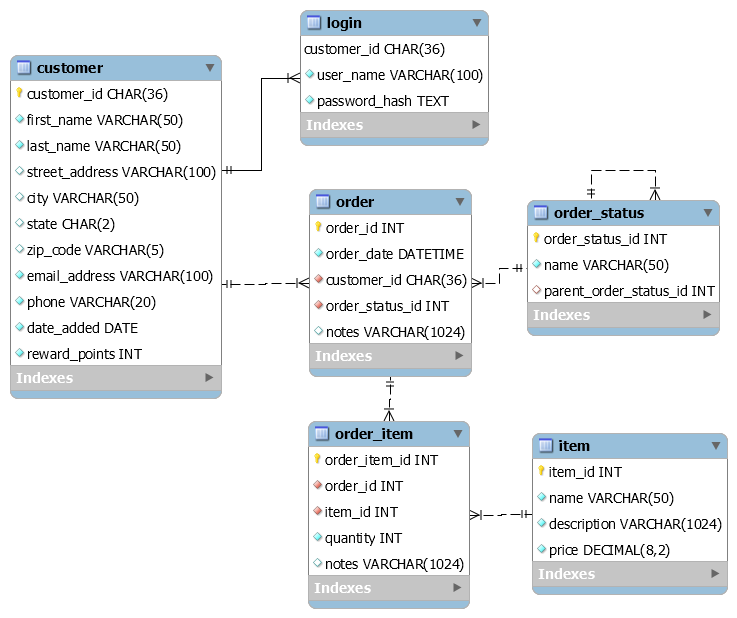 login
customer_id CHAR(36)
user_name VARCHAR(100)
password_hash TEXT
Indexes
customer
customer_id CHAR(36)
first_name VARCHAR(50)
last_name VARCHAR(50)
street_address VARCHAR(100)
city VARCHAR(50)
state CHAR(2)
zip_code VARCHAR(5)
email_address VARCHAR(100)
phone VARCHAR(20)
date_added DATE
reward_points INT
Indexes
order
order_id INT
order_date DATETIME
customer_id CHAR(36)
order_status_id INT
notes VARCHAR(1024)
Indexes
order_status
order_status_id INT
name VARCHAR(50)
parent_order_status_id INT
Indexes
order_item
order_item_id INT
order_id INT
item_id INT
quantity INT
notes VARCHAR(1024)
Indexes
item
item_id INT
name VARCHAR(50)
description VARCHAR(1024)
price DECIMAL(8,2)
Indexes